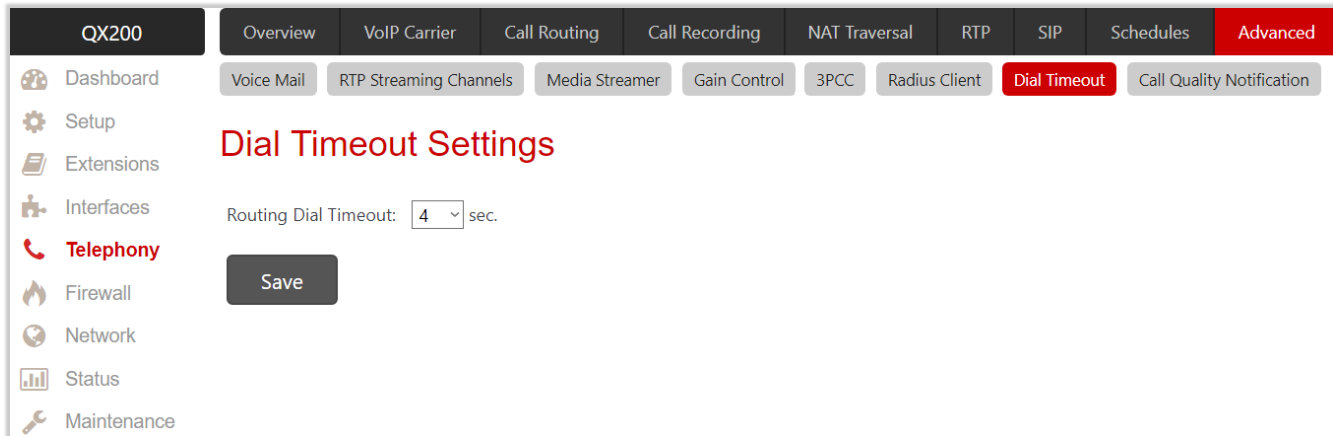 QX200
Overview VoIP Carrier Call Routing Call Recording NAT Traversal RTP SIP Schedules Advanced
Voice Mail RTP Streaming Channels Media Streamer Gain Control 3PCC Radius Client Dial Timeout Call Quality Notification
Dashboard
Setup
Extensions
Interfaces
Telephony
Firewall
Network
Status
Maintenance
Dial Timeout Settings
Routing Dial Timeout: 4 sec.
Save